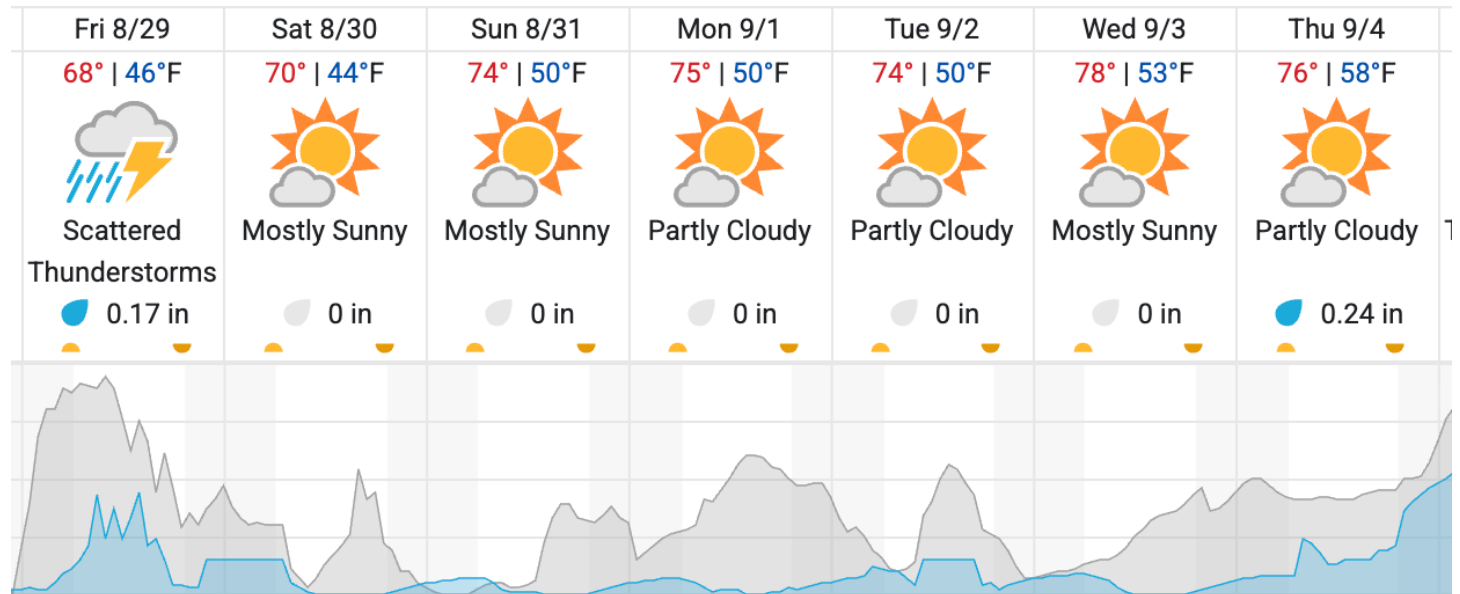 Fri 8/29 Sat 8/30 Sun 8/31 Mon 9/1 Tue 9/2 Wed 9/3 Thu 9/4
68° | 46°F 70° | 44°F 74° | 50°F 75° | 50°F 74° | 50°F 78° | 53°F 76° | 58°F
Scattered Mostly Sunny Mostly Sunny Partly Cloudy Partly Cloudy Mostly Sunny Partly Cloudy
Thunderstorms
0.17 in 0 in 0 in 0 in 0 in 0 in 0.24 in